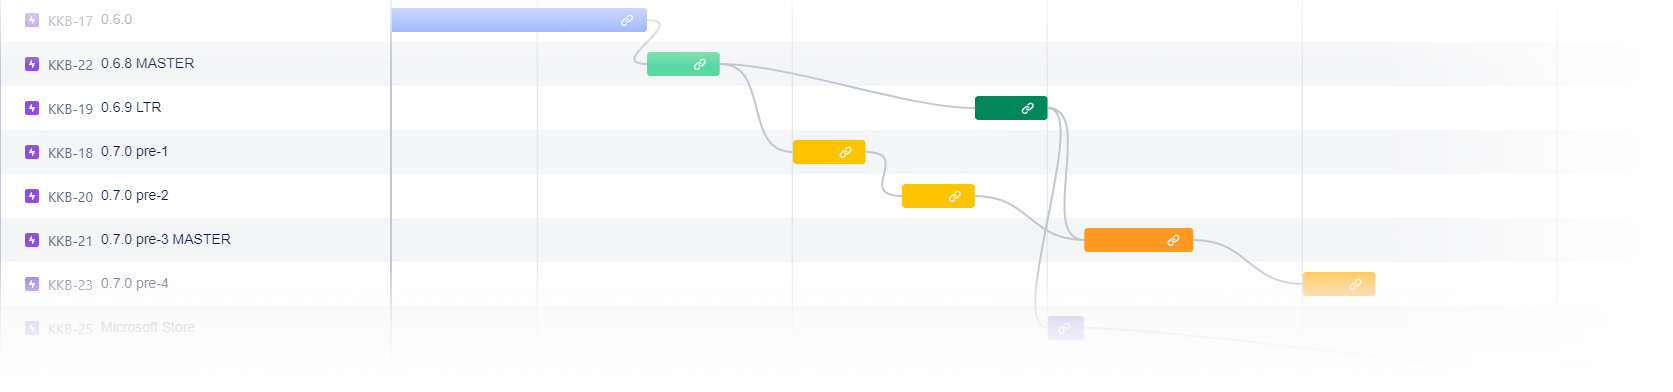 KKB-17 0.6.0
KKB-22 0.6.8 MASTER
KKB-19 0.6.9 LTR
KKB-18 0.7.0 pre-1
KKB-20 0.7.0 pre-2
KKB-21 0.7.0 pre-3 MASTER
KKB-23 0.7.0 pre-4
KKB-25 Microsoft Store